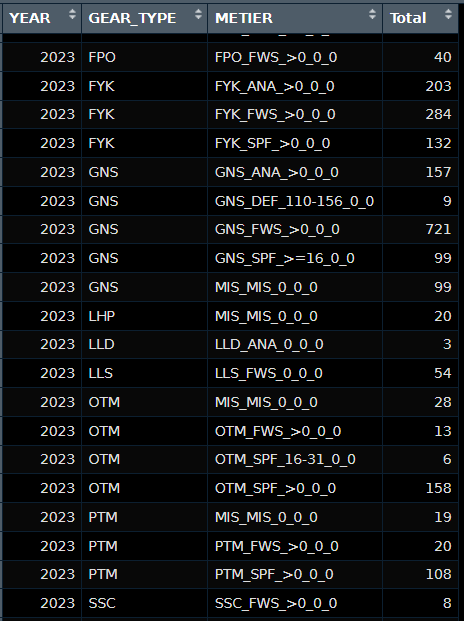 YEAR GEAR_TYPE METIER Total
2023 FPO FPO_FWS_>0_0_0 40
2023 FYK FYK_ANA_>0_0_0 203
2023 FYK FYK_FWS_>0_0_0 284
2023 FYK FYK_SPF_>0_0_0 132
2023 GNS GNS_ANA_>0_0_0 157
2023 GNS GNS_DEF_110-156_0_0 9
2023 GNS GNS_FWS_>0_0_0 721
2023 GNS GNS_SPF_>=16_0_0 99
2023 GNS MIS_MIS_0_0_0 99
2023 LHP MIS_MIS_0_0_0 20
2023 LLD LLD_ANA_0_0_0 3
2023 LLS LLS_FWS_0_0_0 54
2023 OTM MIS_MIS_0_0_0 28
2023 OTM OTM_FWS_>0_0_0 13
2023 OTM OTM_SPF_16-31_0_0 6
2023 OTM OTM_SPF_>0_0_0 158
2023 PTM MIS_MIS_0_0_0 19
2023 PTM PTM_FWS_>0_0_0 20
2023 PTM PTM_SPF_>0_0_0 108
2023 SSC SSC_FWS_>0_0_0 8